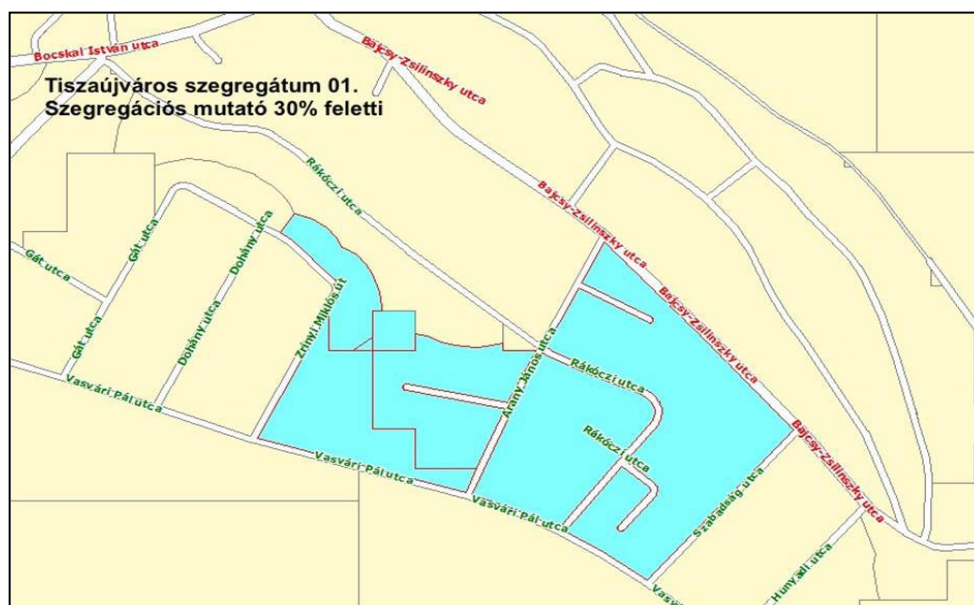 Bocskai István utca
Bajcsy-Zsilinszky utca
Tiszaújváros szegregátum 01.
Szegregációs mutató 30% feletti
Rákóczi utca
Bajcsy-Zsilinszky utca
Dohány utca
Gát utca
Gát utca
Bajcsy-Zsilinszky utca
Zrínyi Miklós út
Dohány utca
Gát utca
Arany János utca
Rákóczi utca
Vasvári Pál utca
Rákóczi utca
Bajcsy-Zsilinszky utca
Vasvári Pál utca
Szabadság utca
Vasvári Pál utca
Hunyadi utca